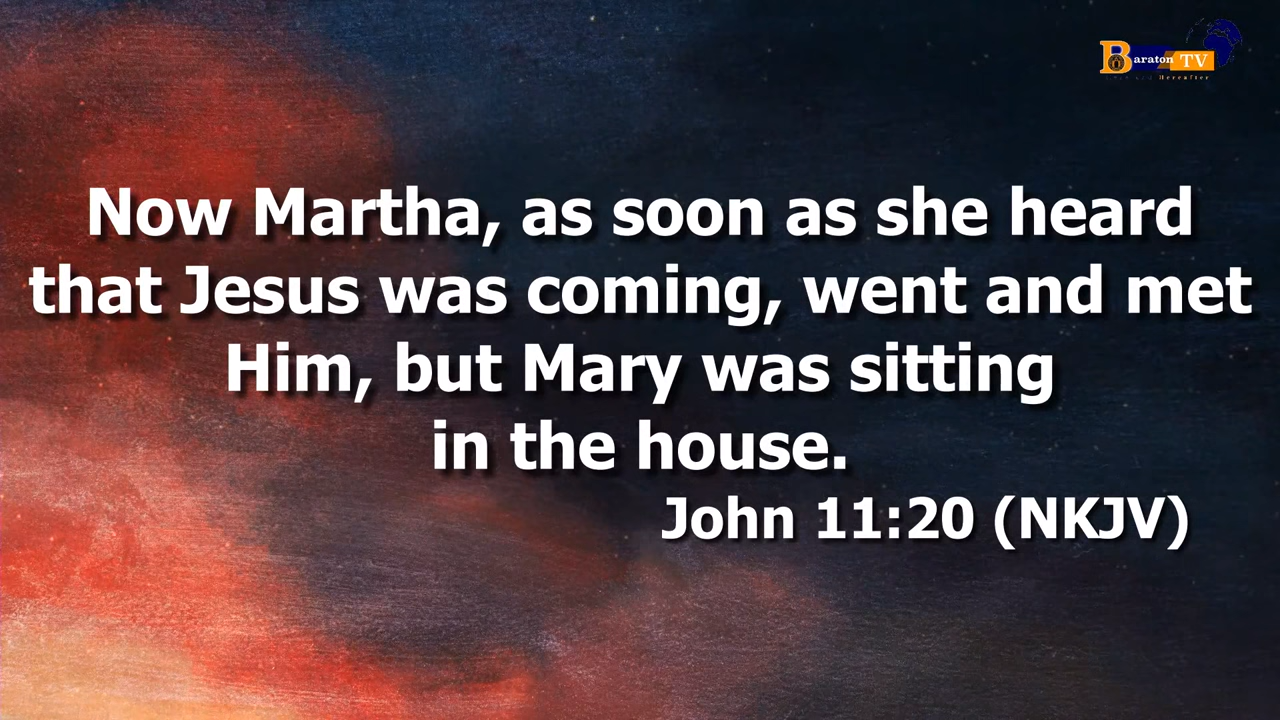 Baraton TV
Hereafter
Now Martha, as soon as she heard
that Jesus was coming, went and met
Him, but Mary was sitting
in the house.
John 11:20 (NKJV)